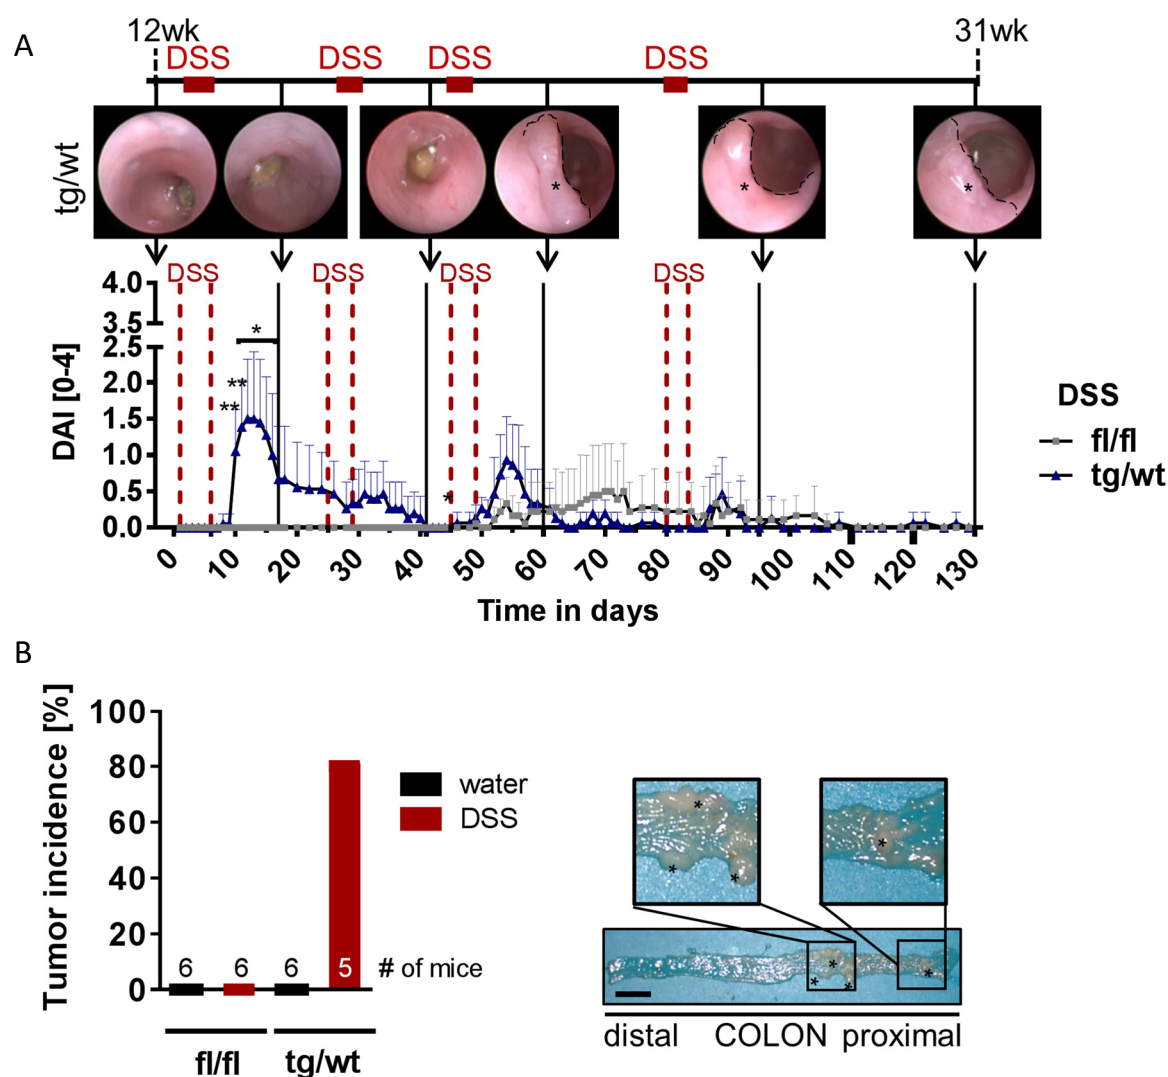 A
12wk
31wk
DSS DSS DSS DSS
tg/wt
* * *
DSS DSS DSS DSS
DAI [0-4]
4.0
3.5
2.5
2.0
1.5
1.0
0.5
0.0
*
**
**
*
0 10 20 30 40 50 60 70 80 90 100 110 120 130
Time in days
DSS
fl/fl
tg/wt
B
Tumor incidence [%]
100
80
60
40
20
0
6 6 6 5 # of mice
fl/fl tg/wt
water
DSS
* * *
*
* * * *
distal COLON proximal